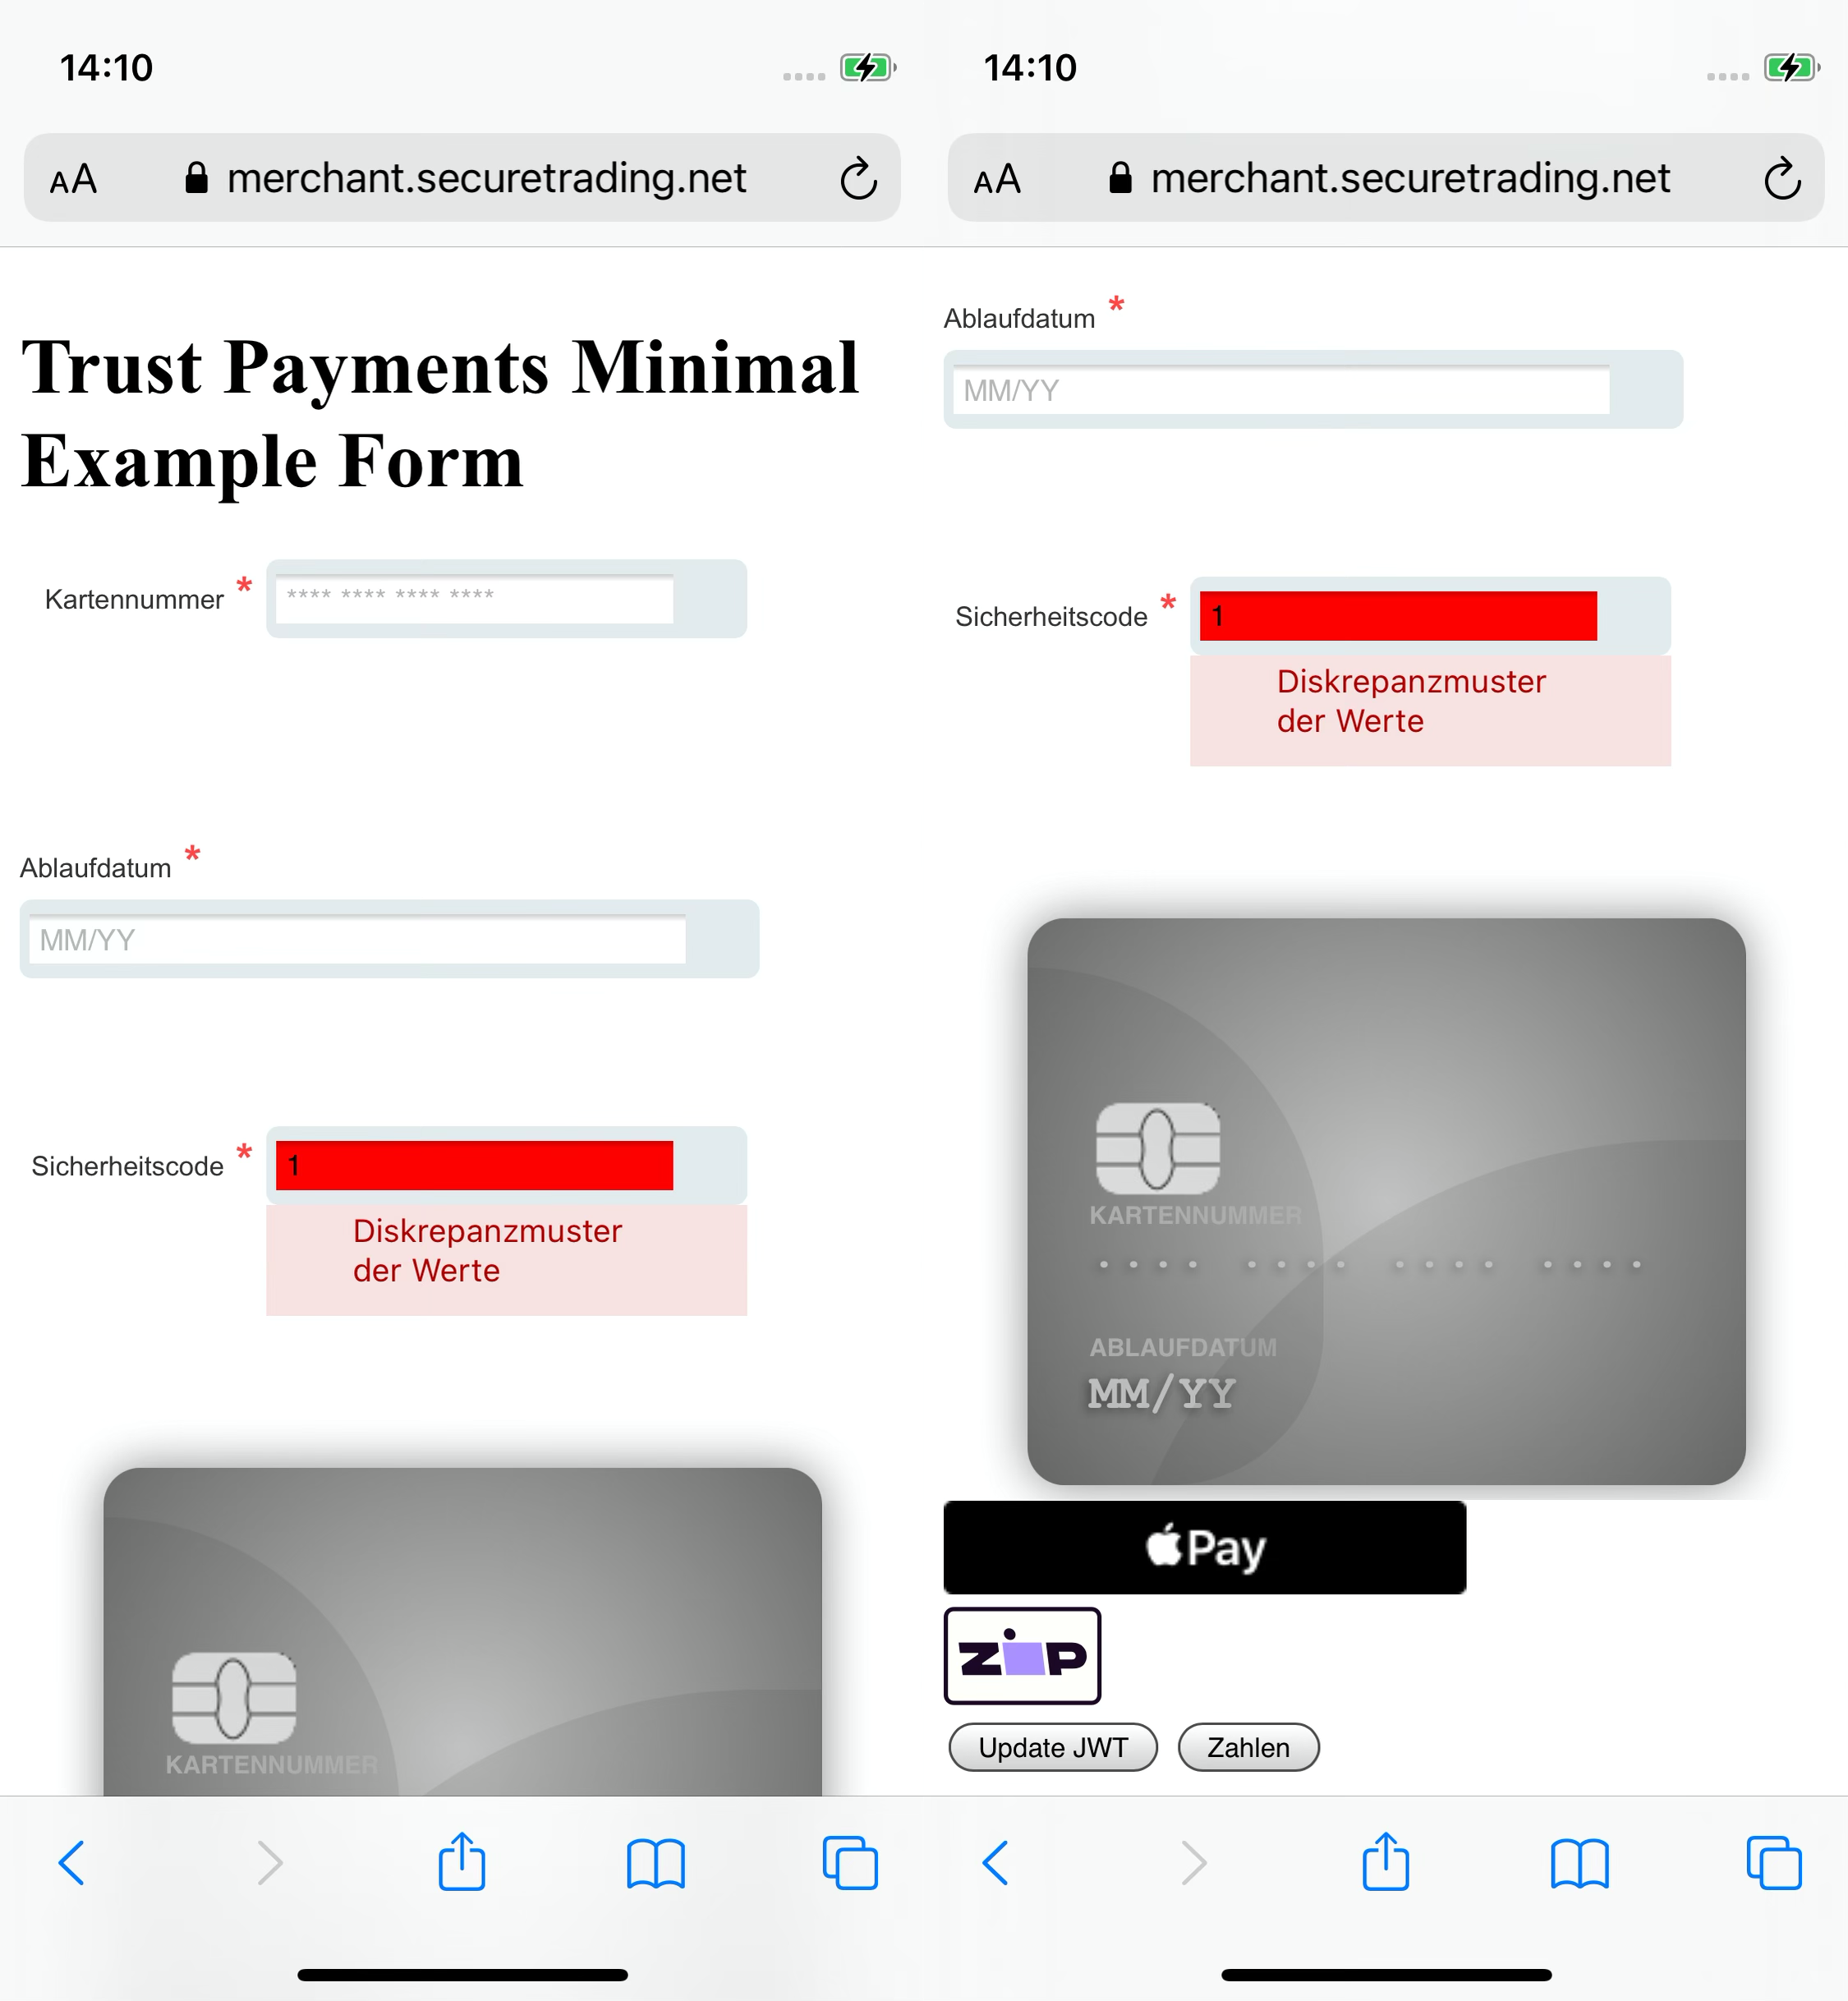 14:10
AA merchant.securetrading.net
Trust Payments Minimal
Example Form
Kartennummer * **** **** **** ****
Ablaufdatum *
MM/YY
Sicherheitscode * 1
Diskrepanzmuster
der Werte
KARTENNUMMER
14:10
AA merchant.securetrading.net
Ablaufdatum *
MM/YY
Sicherheitscode * 1
Diskrepanzmuster
der Werte
KARTENNUMMER
•••• •••• •••• ••••
ABLAUFDATUM
MM/YY
Pay
zip
Update JWT Zahlen